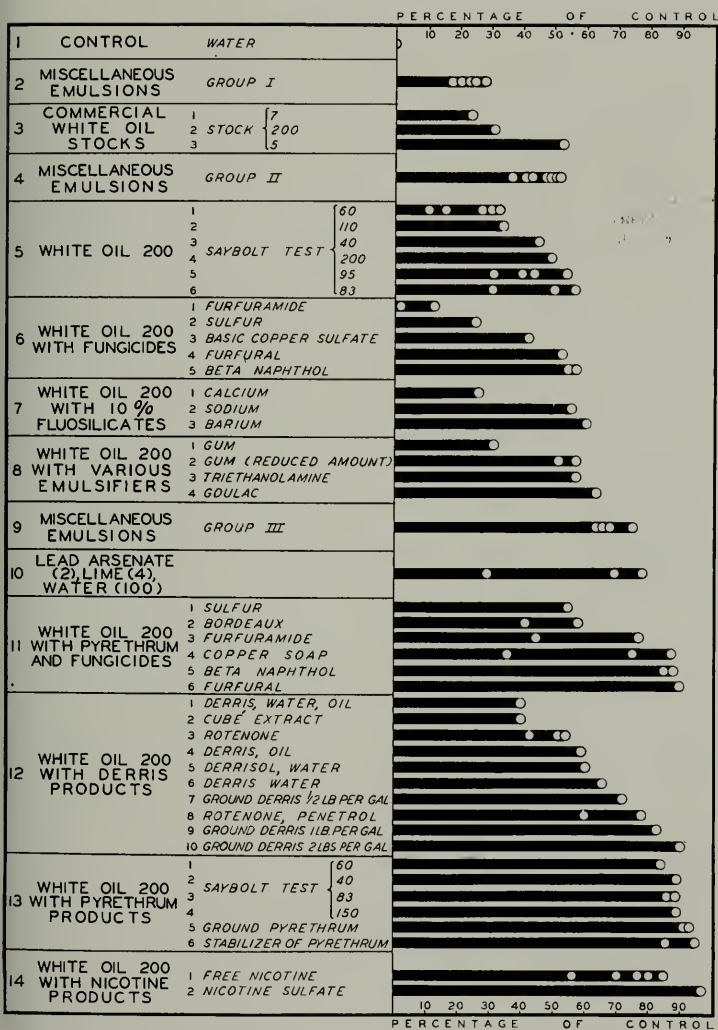 PERCENTAGE OF CONTROL
10 20 30 40 50 60 70 80 90
1 CONTROL WATER
2 MISCELLANEOUS EMULSIONS GROUP I
3 COMMERCIAL WHITE OIL STOCKS
1 STOCK 7
2 200
3 5
4 MISCELLANEOUS EMULSIONS GROUP II
5 WHITE OIL 200 SAYBOLT TEST
1 60
2 110
3 40
4 200
5 95
6 83
6 WHITE OIL 200 WITH FUNGICIDES
1 FURFURAMIDE
2 SULFUR
3 BASIC COPPER SULFATE
4 FURFURAL
5 BETA NAPHTHOL
7 WHITE OIL 200 WITH 10% FLUOSILICATES
1 CALCIUM
2 SODIUM
3 BARIUM
8 WHITE OIL 200 WITH VARIOUS EMULSIFIERS
1 GUM
2 GUM (REDUCED AMOUNT)
3 TRIETHANOLAMINE
4 GOULAC
9 MISCELLANEOUS EMULSIONS GROUP III
10 LEAD ARSENATE (2), LIME (4), WATER (100)
11 WHITE OIL 200 WITH PYRETHRUM AND FUNGICIDES
1 SULFUR
2 BORDEAUX
3 FURFURAMIDE
4 COPPER SOAP
5 BETA NAPHTHOL
6 FURFURAL
12 WHITE OIL 200 WITH DERRIS PRODUCTS
1 DERRIS, WATER, OIL
2 CUBÉ EXTRACT
3 ROTENONE
4 DERRIS, OIL
5 DERRISOL, WATER
6 DERRIS WATER
7 GROUND DERRIS 1/2 LB PER GAL
8 ROTENONE, PENETROL
9 GROUND DERRIS 1 LB. PER GAL
10 GROUND DERRIS 2 LBS PER GAL
13 WHITE OIL 200 WITH PYRETHRUM PRODUCTS
SAYBOLT TEST
1 60
2 40
3 83
4 150
5 GROUND PYRETHRUM
6 STABILIZER OF PYRETHRUM
14 WHITE OIL 200 WITH NICOTINE PRODUCTS
1 FREE NICOTINE
2 NICOTINE SULFATE
10 20 30 40 50 60 70 80 90
PERCENTAGE OF CONTROL